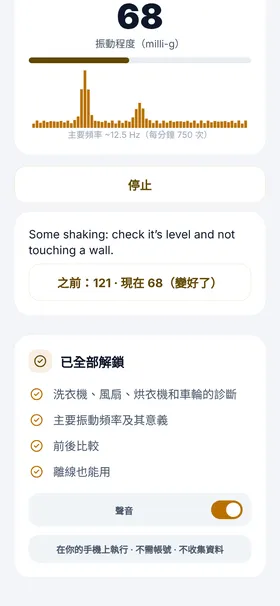 68
振動程度（milli-g）
主要頻率 ~12.5 Hz（每分鐘 750 次）
停止
Some shaking: check it's level and not
touching a wall.
之前：121 · 現在 68（變好了）
已全部解鎖
洗衣機、風扇、烘衣機和車輪的診斷
主要振動頻率及其意義
前後比較
離線也能用
聲音
在你的手機上執行 · 不需帳號 · 不收集資料